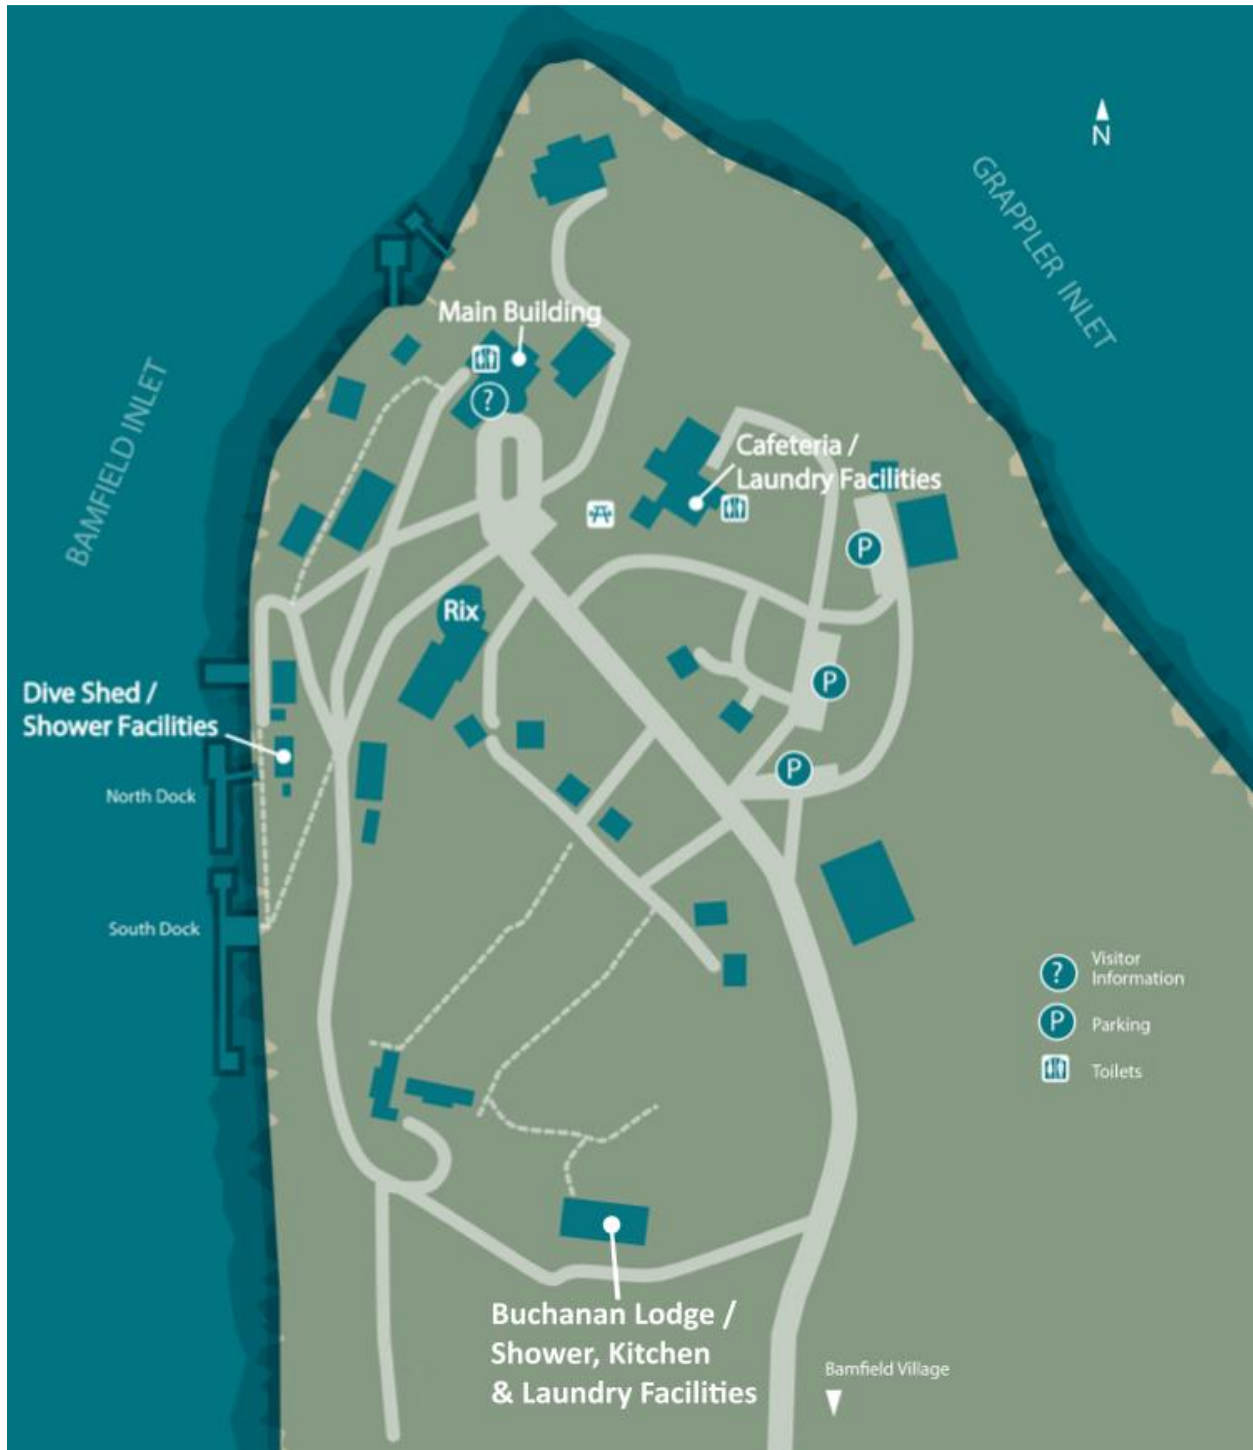 N
GRAPPLER INLET
Main Building
?
BAMFIELD INLET
Cafeteria /
Laundry Facilities
P
Rix
P
Dive Shed /
Shower Facilities
P
North Dock
South Dock
?
Visitor
Information
P
Parking
Toilets
Buchanan Lodge /
Shower, Kitchen
& Laundry Facilities
Bamfield Village